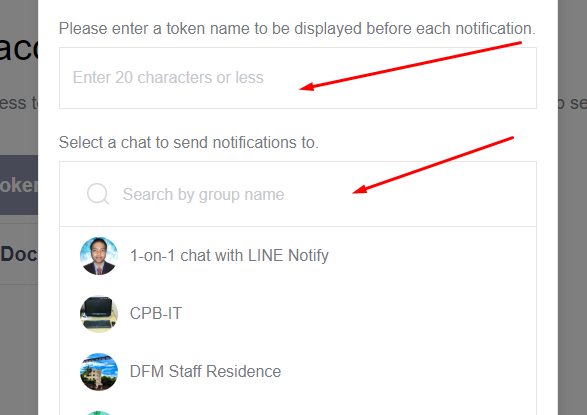 Please enter a token name to be displayed before each notification.
acc
Enter 20 characters or less
ess to
o se
Select a chat to send notifications to.
oken
Search by group name
Doc
1-on-1 chat with LINE Notify
CPB-IT
DFM Staff Residence